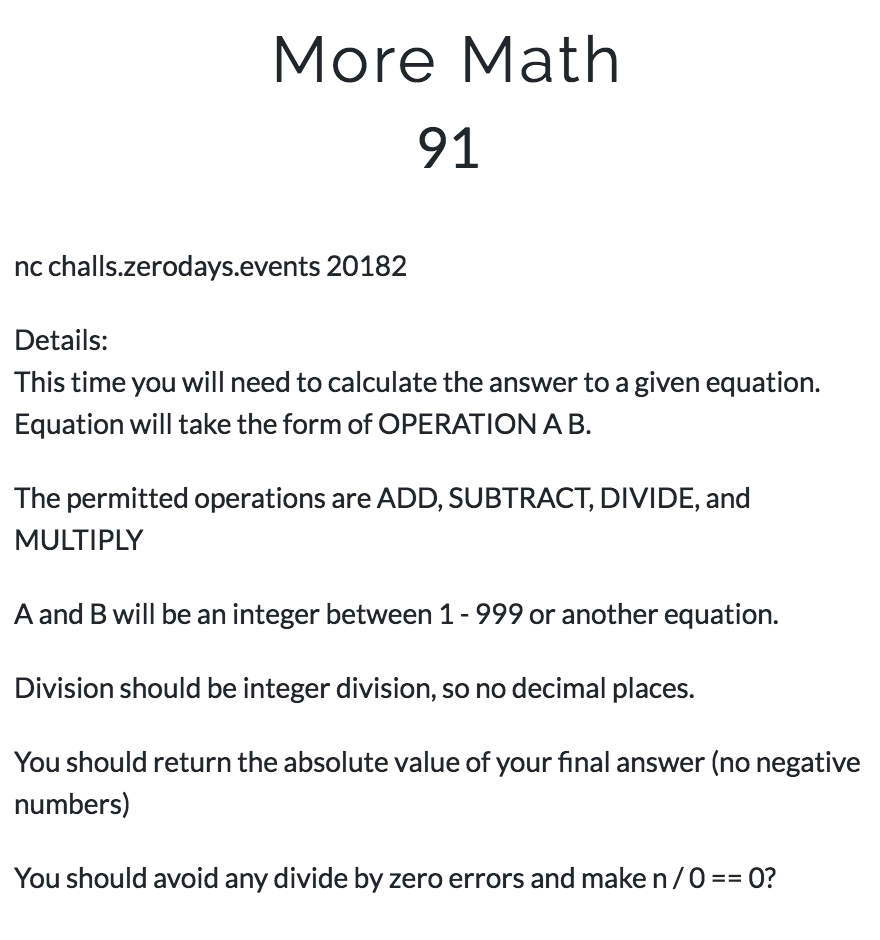 More Math
91
nc challs.zerodays.events 20182
Details:
This time you will need to calculate the answer to a given equation.
Equation will take the form of OPERATION A B.
The permitted operations are ADD, SUBTRACT, DIVIDE, and
MULTIPLY
A and B will be an integer between 1 - 999 or another equation.
Division should be integer division, so no decimal places.
You should return the absolute value of your final answer (no negative
numbers)
You should avoid any divide by zero errors and make n / 0 == 0?